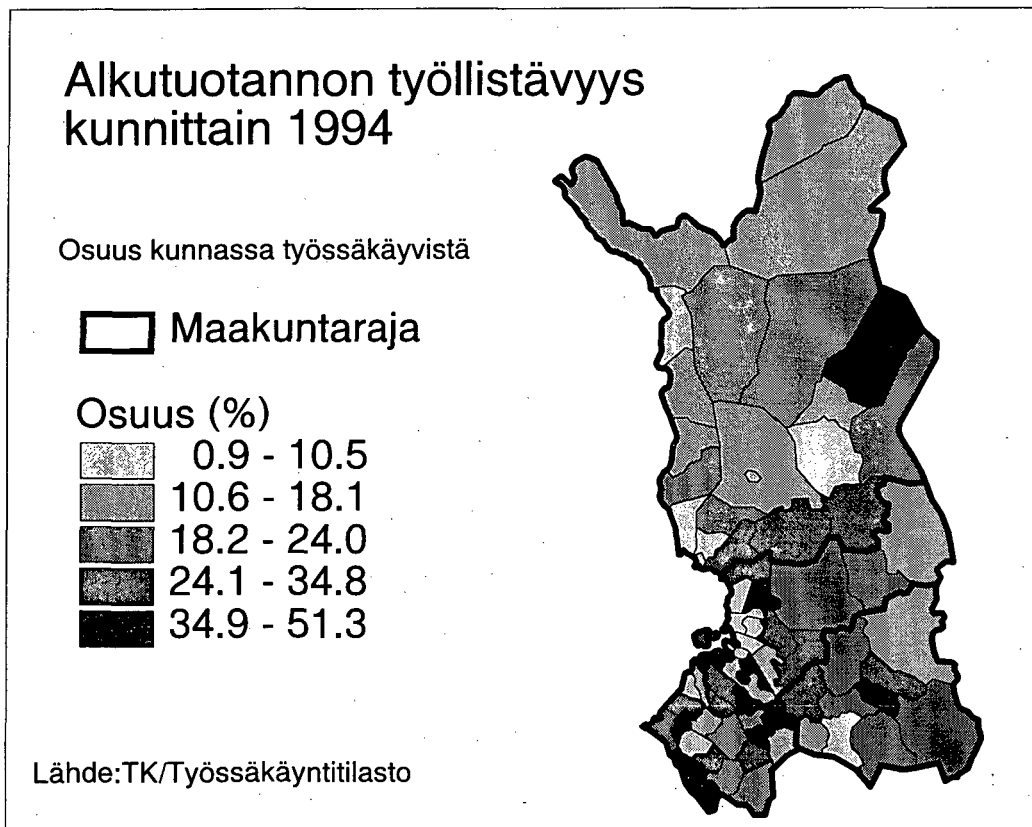 Alkutuotannon työllistävyys
kunnittain 1994
Osuus kunnassa työssäkäyvistä
Maakuntaraja
Osuus (%)
0.9 - 10.5
10.6 - 18.1
18.2 - 24.0
24.1 - 34.8
34.9 - 51.3
Lähde:TK/Työssäkäyntitilasto